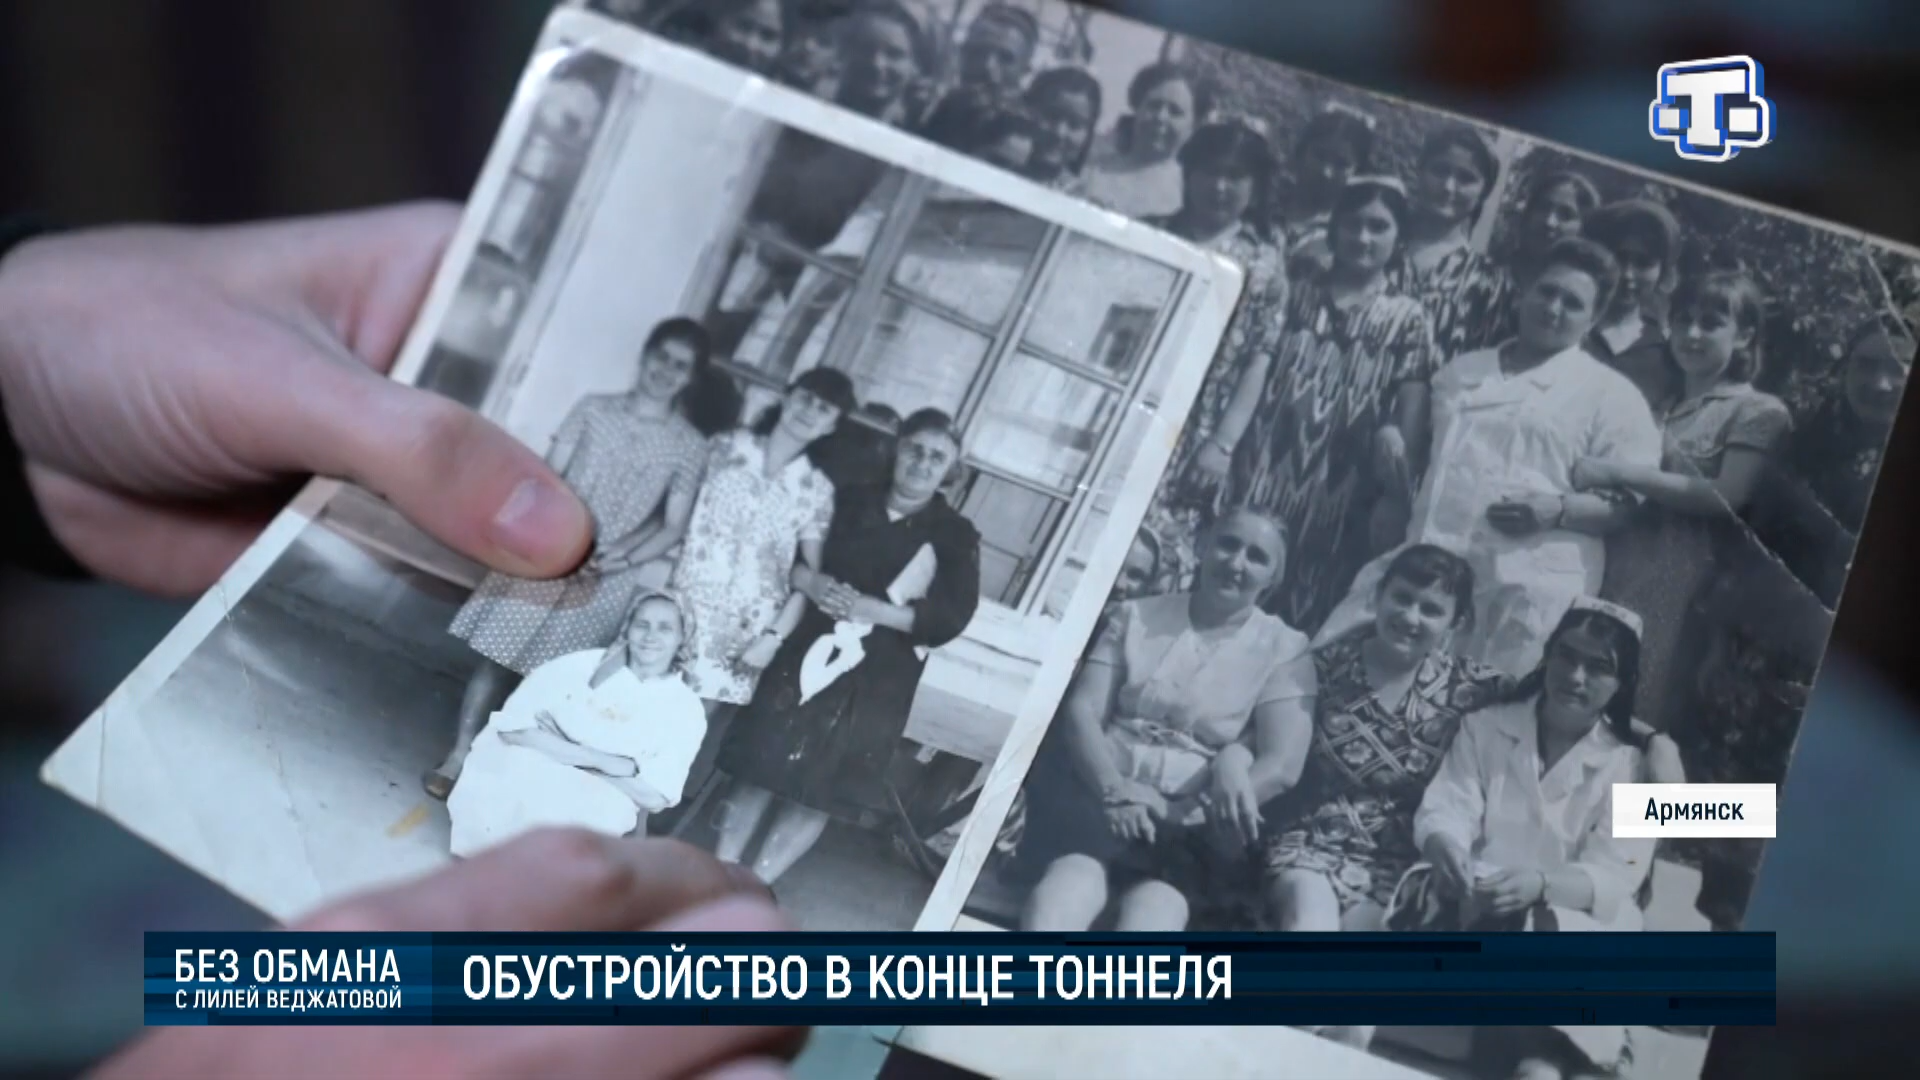 Т
Армянск
БЕЗ ОБМАНА
С ЛИЛЕЙ ВЕДЖАТОВОЙ
ОБУСТРОЙСТВО В КОНЦЕ ТОННЕЛЯ